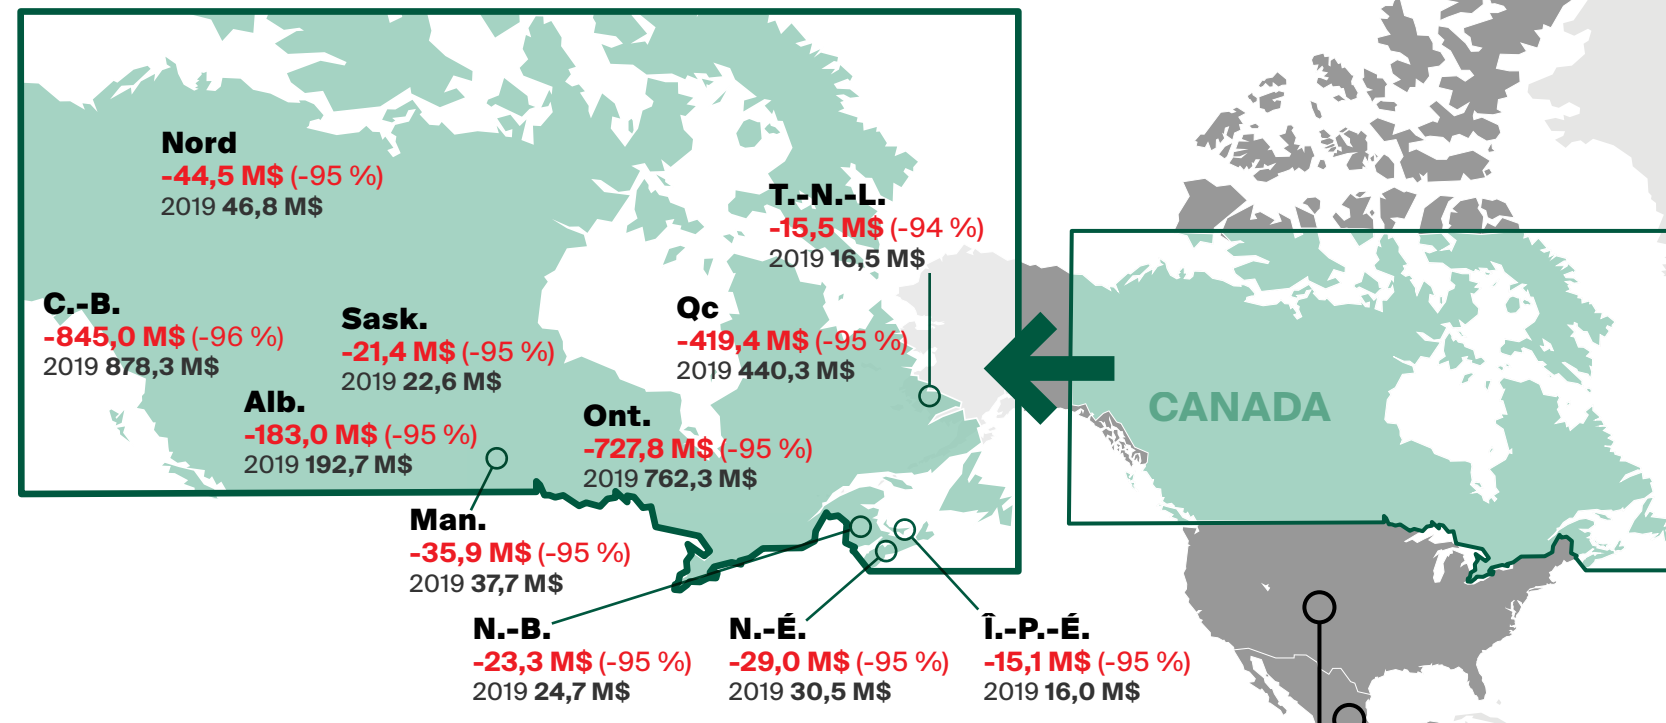 Nord
-44,5 M$ (-95 %)
2019 46,8 M$
T.-N.-L.
-15,5 M$ (-94 %)
2019 16,5 M$
C.-B.
-845,0 M$ (-96 %)
2019 878,3 M$
Sask.
-21,4 M$ (-95 %)
2019 22,6 M$
Qc
-419,4 M$ (-95 %)
2019 440,3 M$
Alb.
-183,0 M$ (-95 %)
2019 192,7 M$
Ont.
-727,8 M$ (-95 %)
2019 762,3 M$
CANADA
Man.
-35,9 M$ (-95 %)
2019 37,7 M$
N.-B.
-23,3 M$ (-95 %)
2019 24,7 M$
N.-É.
-29,0 M$ (-95 %)
2019 30,5 M$
Î.-P.-É.
-15,1 M$ (-95 %)
2019 16,0 M$